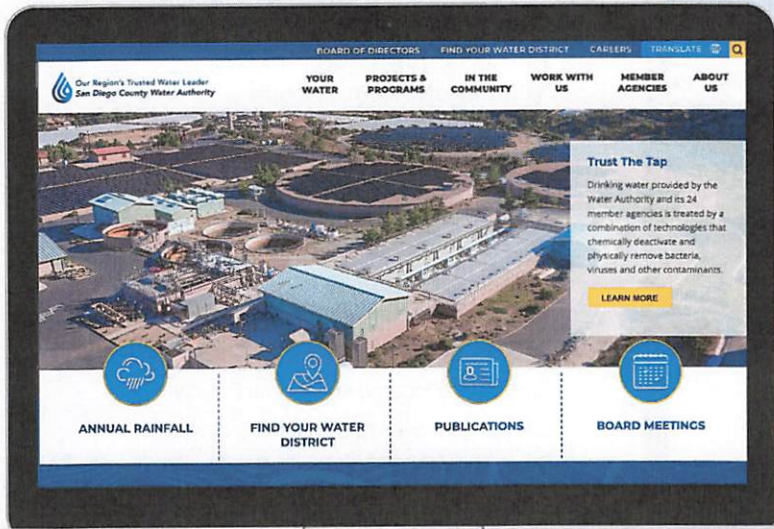 BOARD OF DIRECTORS FIND YOUR WATER DISTRICT CAREERS TRANSLATE
Our Region's Trusted Water Leader
San Diego County Water Authority
YOUR WATER
PROJECTS & PROGRAMS
IN THE COMMUNITY
WORK WITH US
MEMBER AGENCIES
ABOUT US
Trust The Tap
Drinking water provided by the
Water Authority and its 24
member agencies is treated by a
combination of technologies that
chemically deactivate and
physically remove bacteria,
viruses and other contaminants.
LEARN MORE
ANNUAL RAINFALL
FIND YOUR WATER
DISTRICT
PUBLICATIONS
BOARD MEETINGS